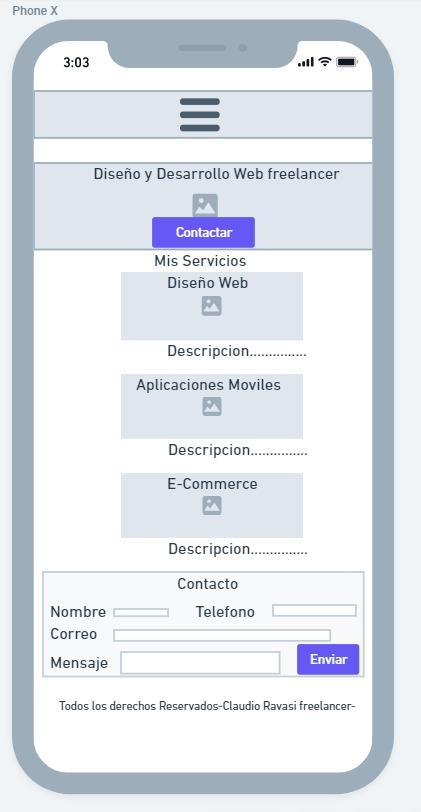 Phone X
3:03
Diseño y Desarrollo Web freelancer
Contactar
Mis Servicios
Diseño Web
Descripcion...............
Aplicaciones Moviles
Descripcion...............
E-Commerce
Descripcion...............
Contacto
Nombre Telefono
Correo
Mensaje Enviar
Todos los derechos Reservados-Claudio Ravasi freelancer-